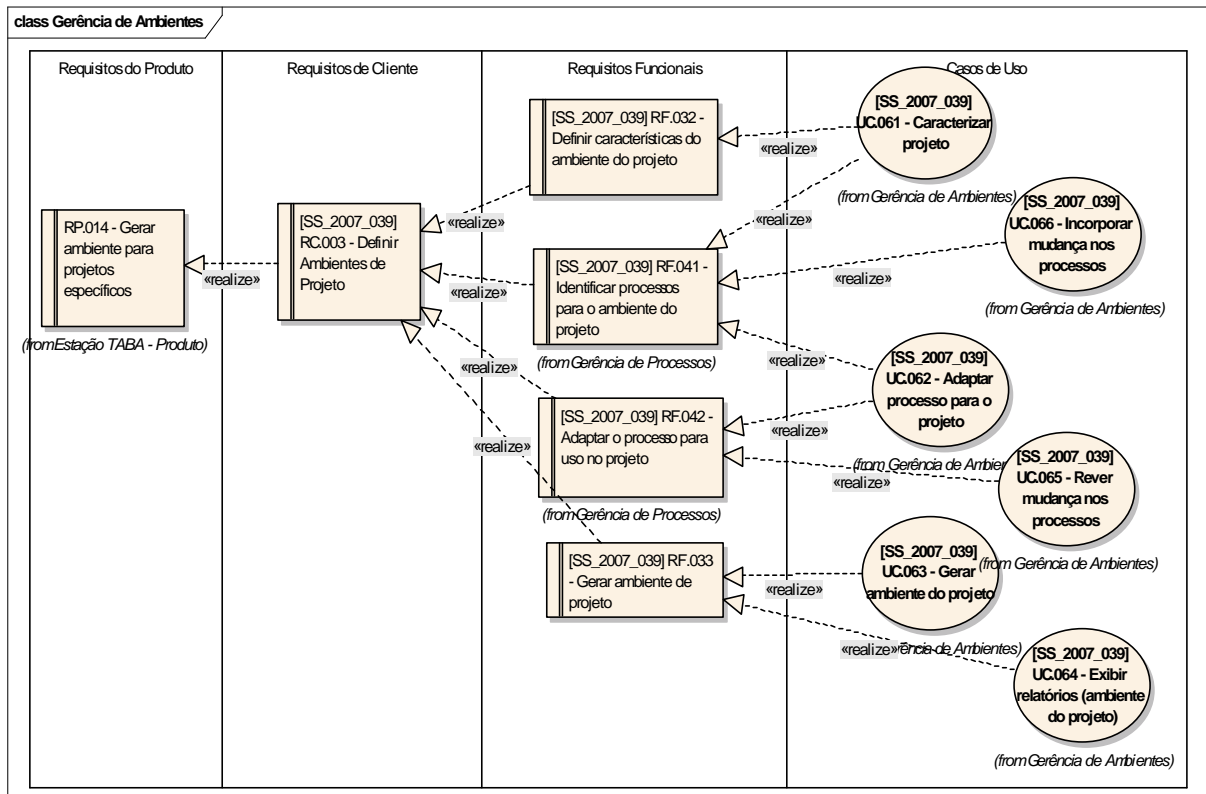 class Gerência de Ambientes
Requisitos do Produto
Requisitos de Cliente
Requisitos Funcionais
Casos de Uso
RP.014 - Gerar
ambiente para
projetos
específicos
(from Estação TABA - Produto)
«realize»
[SS_2007_039]
RC.003 - Definir
Ambientes de
Projeto
«realize»
«realize»
«realize»
«realize»
[SS_2007_039] RF.032 -
Definir características do
ambiente do projeto
[SS_2007_039] RF.041 -
Identificar processos
para o ambiente do
projeto
(from Gerência de Processos)
[SS_2007_039] RF.042 -
Adaptar o processo para
uso no projeto
(from Gerência de Processos)
[SS_2007_039] RF.033
- Gerar ambiente de
projeto
«realize»
«realize»
«realize»
«realize»
«realize»
«realize»
«realize»
«realize»
[SS_2007_039]
UC.061 - Caracterizar
projeto
(from Gerência de Ambientes)
[SS_2007_039]
UC.066 - Incorporar
mudança nos
processos
(from Gerência de Ambientes)
[SS_2007_039]
UC.062 - Adaptar
processo para o
projeto
(from Gerência de Ambier
[SS_2007_039]
UC.065 - Rever
mudança nos
processos
(from Gerência de Ambientes)
[SS_2007_039]
UC.063 - Gerar
ambiente do projeto
rência de Ambientes)
[SS_2007_039]
UC.064 - Exibir
relatórios (ambiente
do projeto)
(from Gerência de Ambientes)